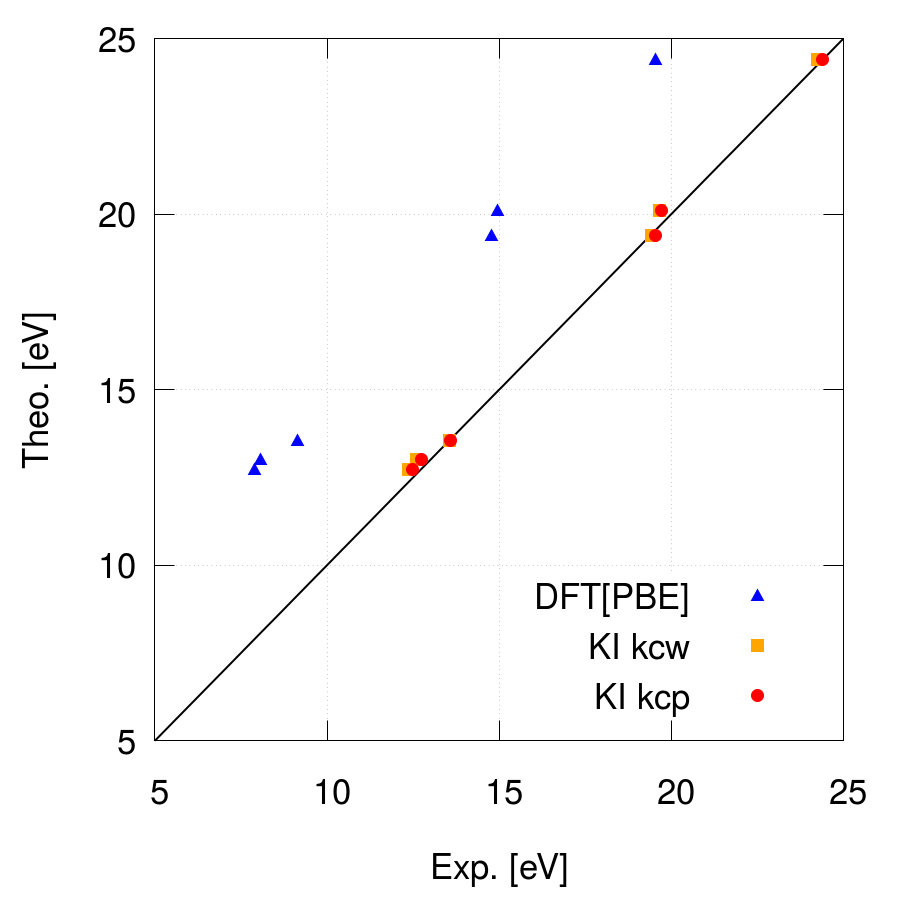 25
20
15
10
5
Theo. [eV]
DFT[PBE]
KI kcw
KI kcp
5 10 15 20 25
Exp. [eV]